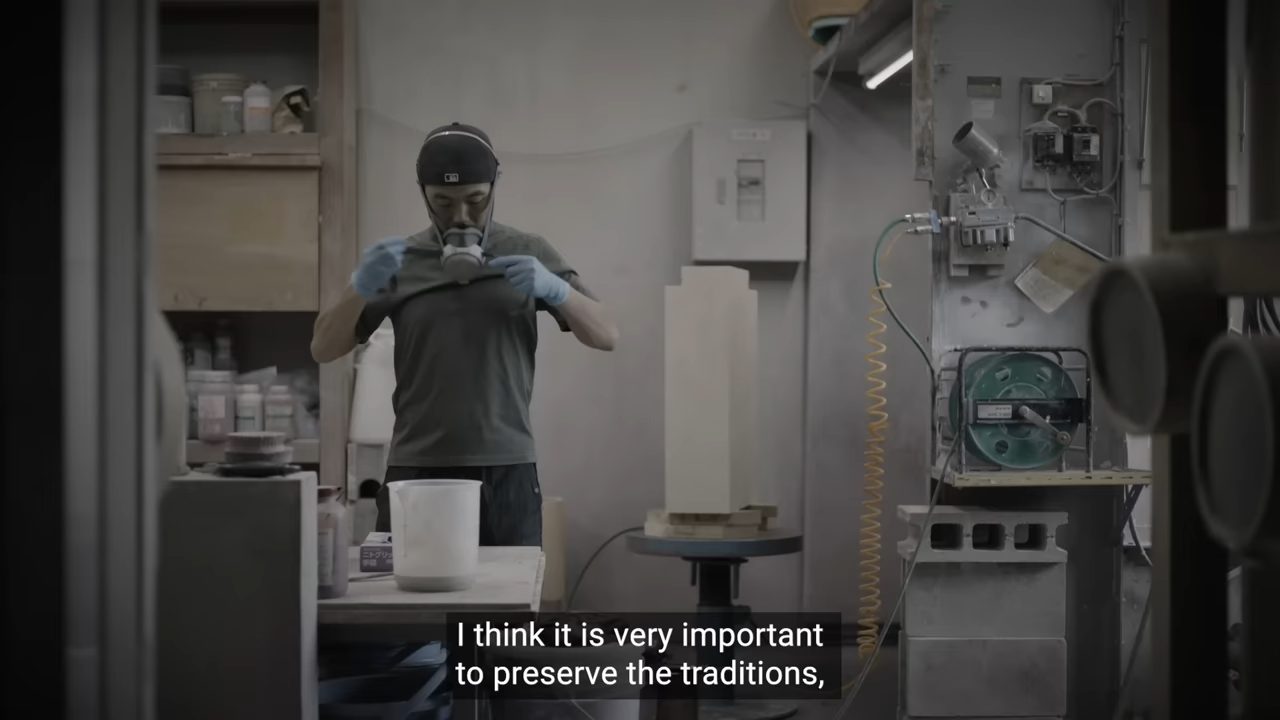 I think it is very important
to preserve the traditions,